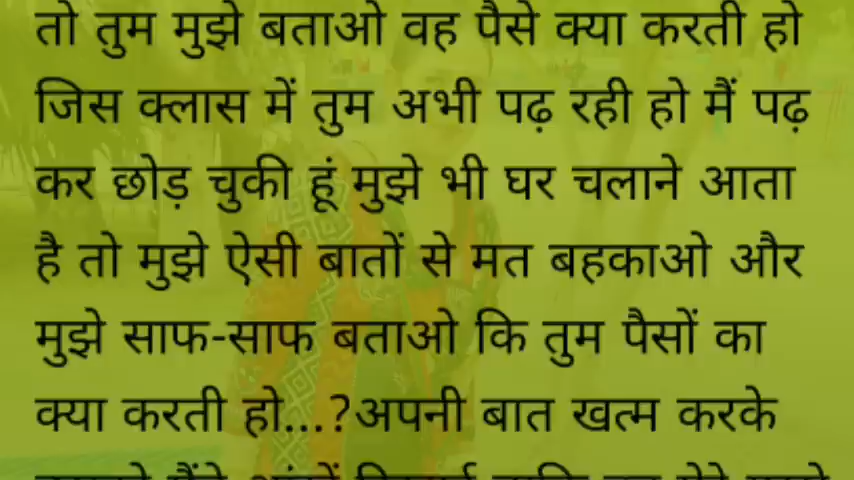 तो तुम मुझे बताओ वह पैसे क्या करती हो
जिस क्लास में तुम अभी पढ़ रही हो मैं पढ़
कर छोड़ चुकी हूं मुझे भी घर चलाने आता
है तो मुझे ऐसी बातों से मत बहकाओ और
मुझे साफ-साफ बताओ कि तुम पैसों का
क्या करती हो...?अपनी बात खत्म करके